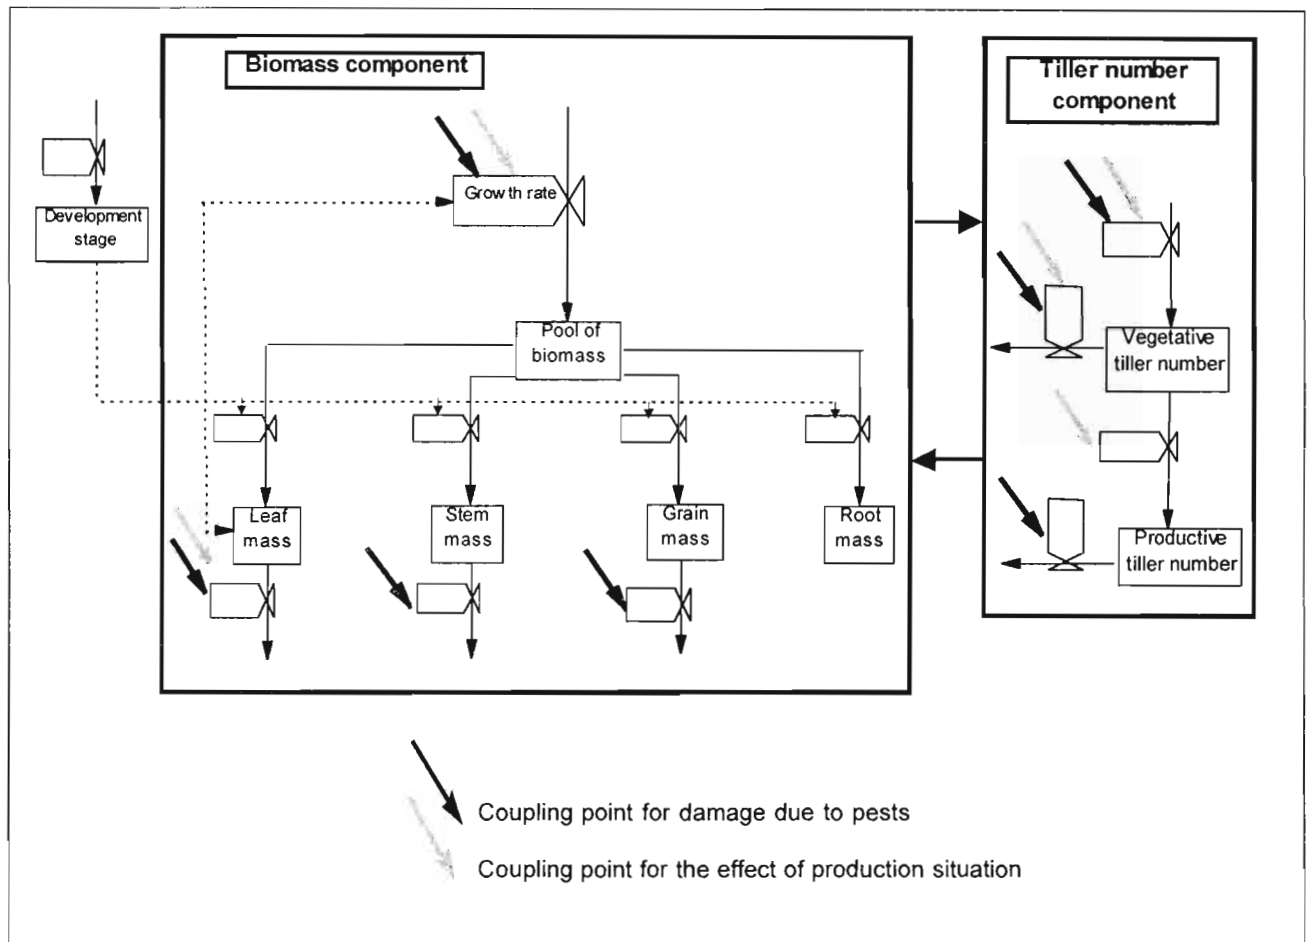 Biomass component
Tiller number
component
Growth rate
Development
stage
Pool of
biomass
Vegetative
tiller number
Leaf
mass
Stem
mass
Grain
mass
Root
mass
Productive
tiller number
Coupling point for damage due to pests
Coupling point for the effect of production situation